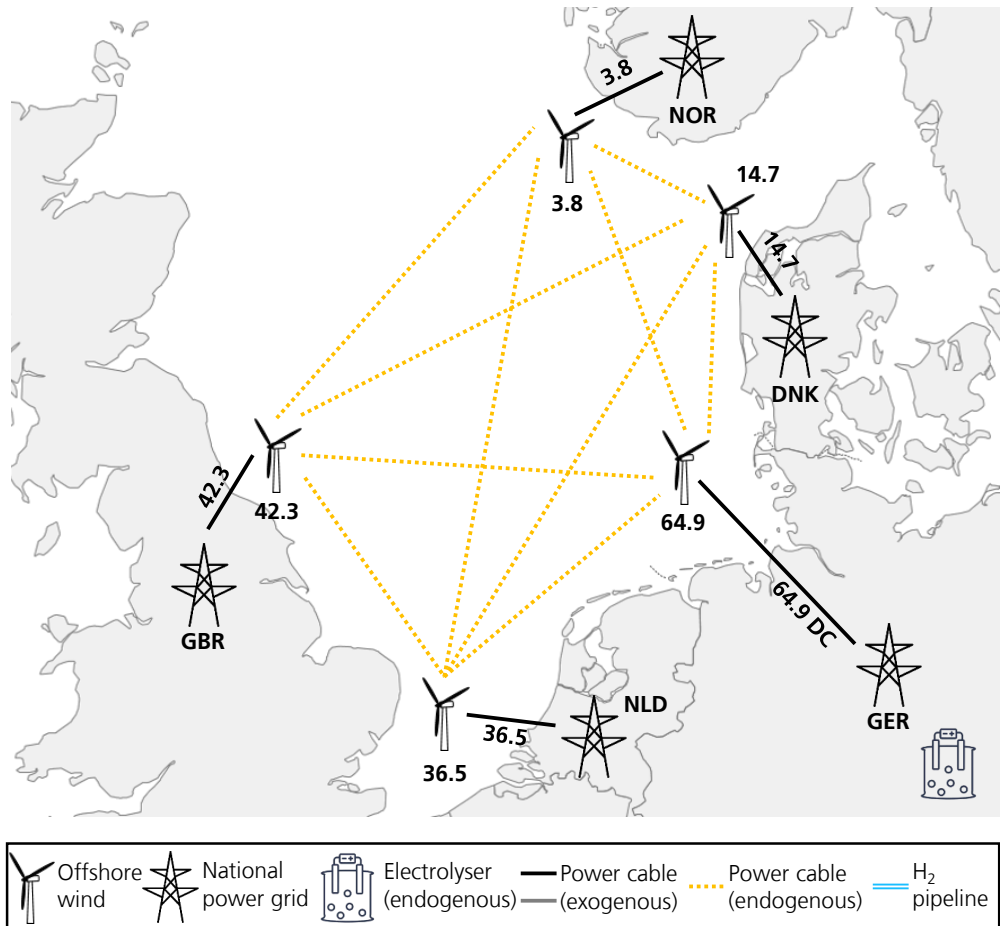 3.8
NOR
3.8
14.7
14.7
DNK
42.3
42.3
GBR
64.9
64.9 DC
GER
NLD
36.5
36.5
Offshore
wind
National
power grid
Electrolyser
(endogenous)
Power cable
(exogenous)
Power cable
(endogenous)
H₂
pipeline